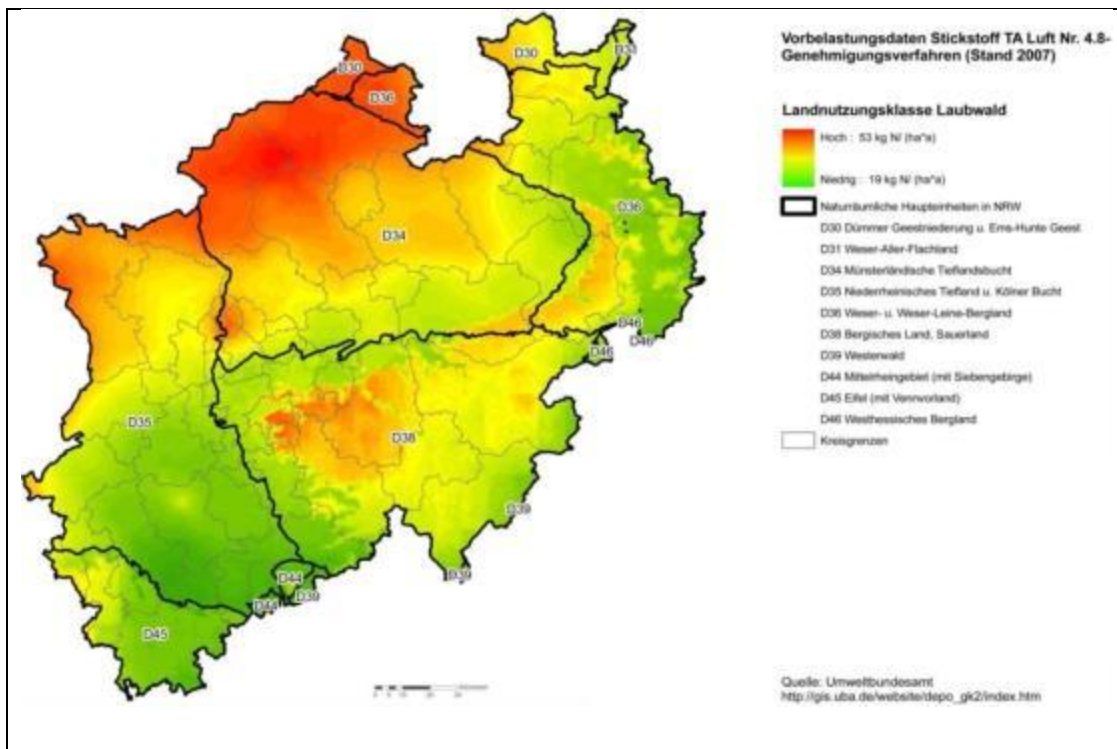 Vorbelastungsdaten Stickstoff TA Luft Nr. 4.8-
Genehmigungsverfahren (Stand 2007)
Landnutzungsklasse Laubwald
Hoch : 53 kg N/ (ha*a)
Niedrig : 19 kg N/ (ha*a)
Naturräumliche Haupteinheiten in NRW
D30 Dümmer Geestniederung u. Ems-Hunte Geest
D31 Weser-Aller-Flachland
D34 Münsterländische Tieflandsbucht
D35 Niederrheinisches Tiefland u. Kölner Bucht
D36 Weser- u. Weser-Leine-Bergland
D38 Bergisches Land, Sauerland
D39 Westerwald
D44 Mittelrheingebiet (mit Siebengebirge)
D45 Eifel (mit Vennvorland)
D46 Westhessisches Bergland
Kreisgrenzen
D30
D36
D30
D31
D36
D34
D46
D46
D46
D35
D38
D39
D39
D44
D39
D44
D45
Quelle: Umweltbundesamt
http://gis.uba.de/website/depo_gk2/index.htm